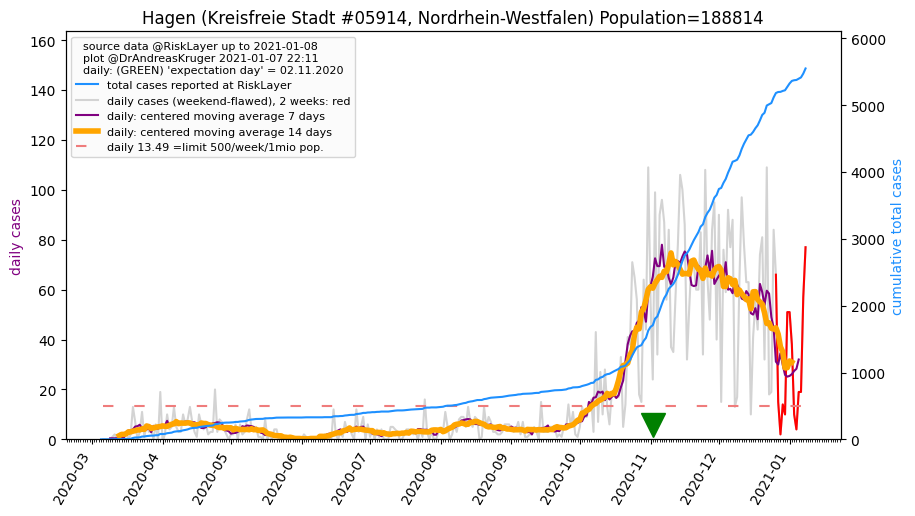 Hagen (Kreisfreie Stadt #05914, Nordrhein-Westfalen) Population=188814
source data @RiskLayer up to 2021-01-08
plot @DrAndreasKruger 2021-01-07 22:11
daily: (GREEN) 'expectation day' = 02.11.2020
total cases reported at RiskLayer
daily cases (weekend-flawed), 2 weeks: red
daily: centered moving average 7 days
daily: centered moving average 14 days
daily 13.49 =limit 500/week/1mio pop.
daily cases
160
140
120
100
80
60
40
20
0
cumulative total cases
6000
5000
4000
3000
2000
1000
0
2020-03
2020-04
2020-05
2020-06
2020-07
2020-08
2020-09
2020-10
2020-11
2020-12
2021-01